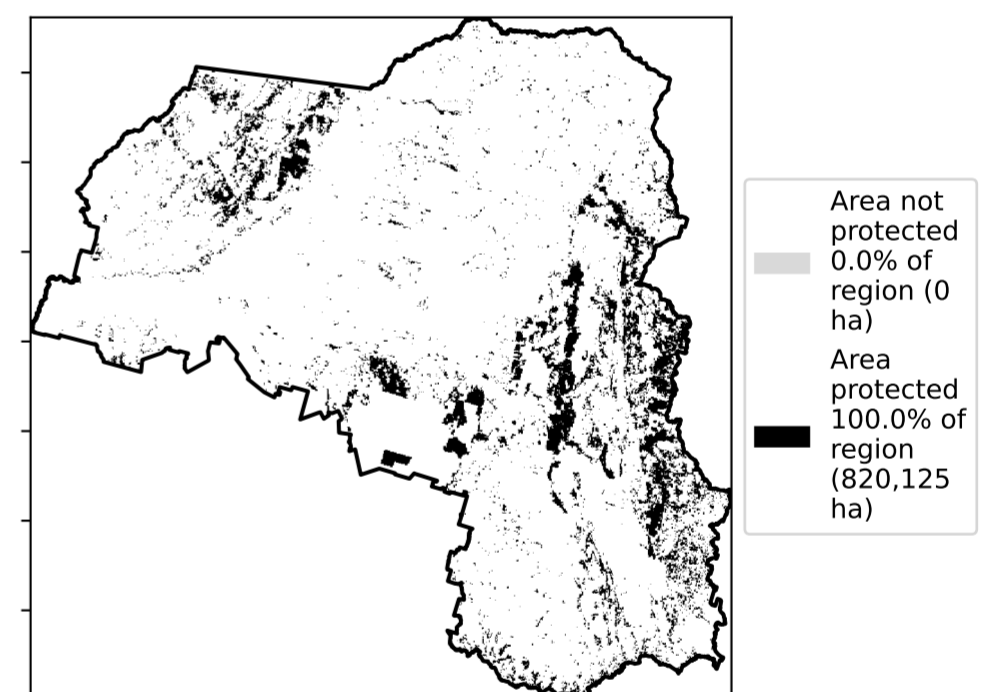 Area not
protected
0.0% of
region (0
ha)
Area
protected
100.0% of
region
(820,125
ha)